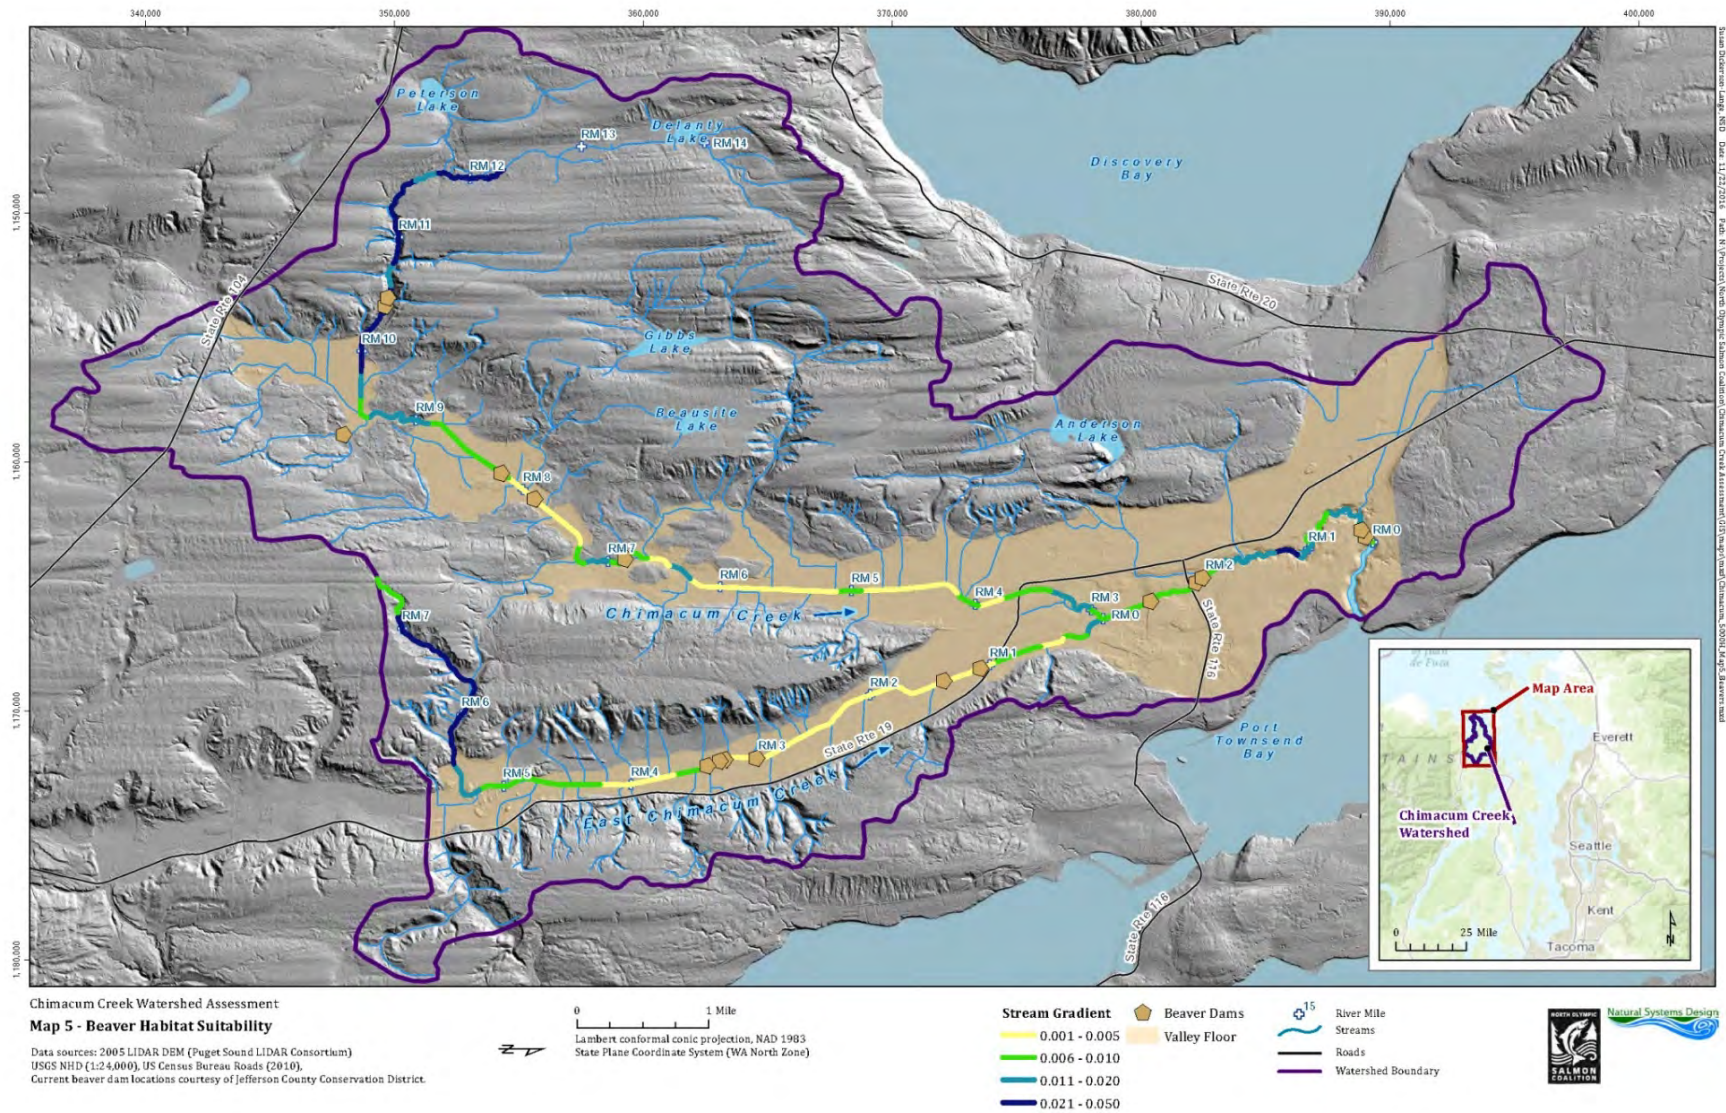 340,000
350,000
360,000
370,000
380,000
390,000
400,000
1,150,000
1,160,000
1,170,000
1,180,000
Peterson
Lake
Delanty
Lake
RM 13
RM 14
RM 12
RM 11
RM 10
RM 9
RM 8
RM 7
RM 6
RM 5
RM 4
RM 3
RM 0
RM 2
RM 1
RM 0
Discovery
Bay
State Rte 104
State Rte 20
Gibbs
Lake
Beausite
Lake
Anderson
Lake
Chimacum Creek
RM 7
RM 6
RM 5
RM 4
RM 3
RM 2
RM 1
State Rte 19
East Chimacum Creek
State Rte 116
State Rte 116
Port
Townsend
Bay
de Fuca
TAINS
Map Area
Everett
Chimacum Creek
Watershed
Seattle
Kent
Tacoma
0 25 Mile
N
Chimacum Creek Watershed Assessment
Map 5 - Beaver Habitat Suitability
Data sources: 2005 LIDAR DEM (Puget Sound LIDAR Consortium)
USGS NHD (1:24,000), US Census Bureau Roads (2010),
Current beaver dam locations courtesy of Jefferson County Conservation District.
N
0 1 Mile
Lambert conformal conic projection, NAD 1983
State Plane Coordinate System (WA North Zone)
Stream Gradient
0.001 - 0.005
0.006 - 0.010
0.011 - 0.020
0.021 - 0.050
Beaver Dams
Valley Floor
15
River Mile
Streams
Roads
Watershed Boundary
NORTH OLYMPIC
SALMON
COALITION
Natural Systems Design